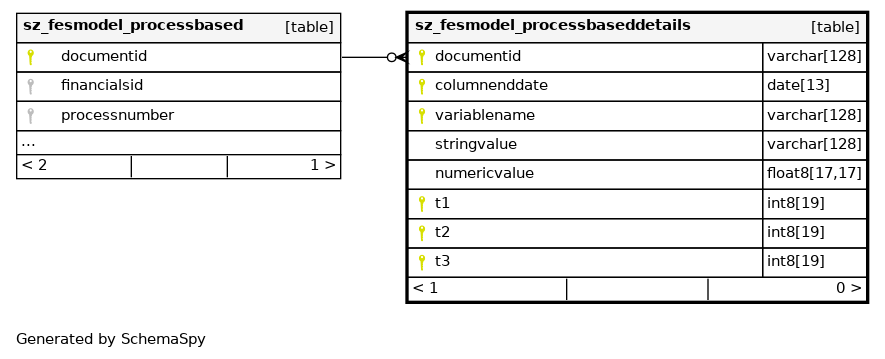 sz_fesmodel_processbased [table]
documentid
financialsid
processnumber
...
< 2 1 >
sz_fesmodel_processbaseddetails [table]
documentid varchar[128]
columnenddate date[13]
variablename varchar[128]
stringvalue varchar[128]
numericvalue float8[17,17]
t1 int8[19]
t2 int8[19]
t3 int8[19]
< 1 0 >
Generated by SchemaSpy